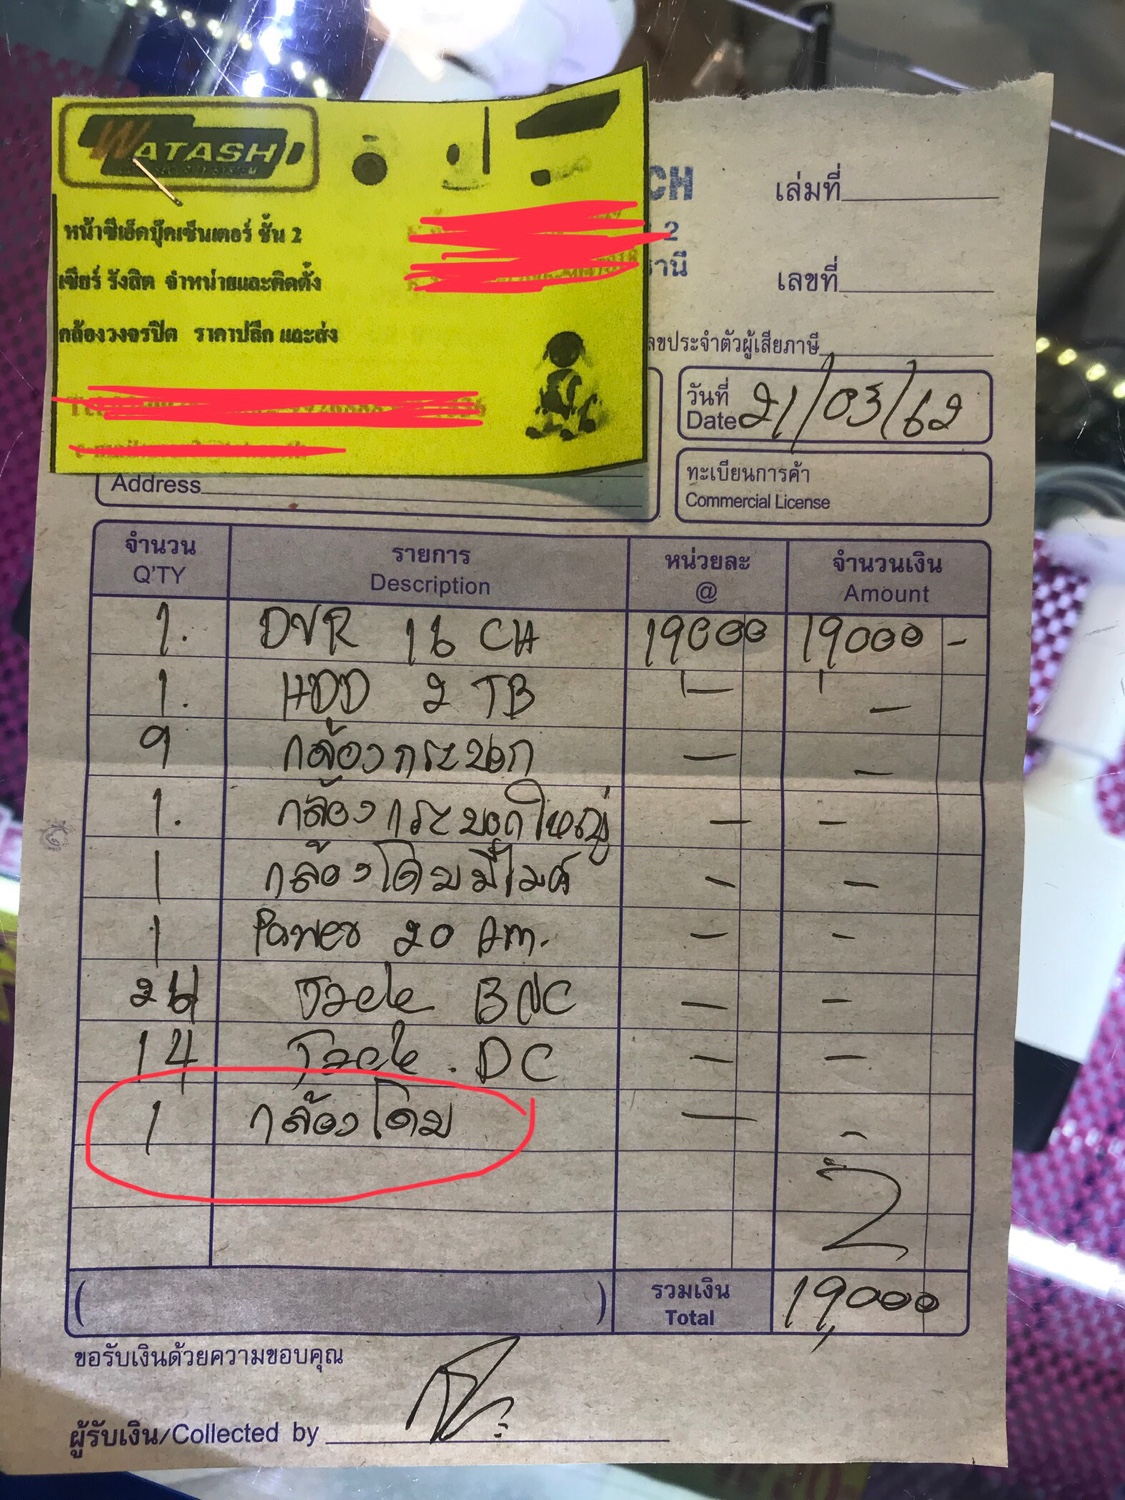 WATASH
หน้าซีเอ็ดบุ๊คเซ็นเตอร์ ชั้น 2
เซียร์ รังสิต จำหน่ายและติดตั้ง
กล้องวงจรปิด ราคาปลีก และส่ง
CH
2
ธานี
เล่มที่
เลขที่
เลขประจำตัวผู้เสียภาษี
วันที่
Date 21/03/62
ทะเบียนการค้า
Commercial License
Address
จำนวน รายการ หน่วยละ จำนวนเงิน
Q'TY Description @ Amount
1. DVR 16 CH 19000 19000 -
1. HDD 2 TB — —
9 กล้องกระบอก — —
1. กล้องกระบอกใหญ่ — —
1 กล้องโดมมีไมค์ — —
1 Power 20 Am. — —
24 Jack BNC — —
14 Jack DC — —
1 กล้องโดม — -
( ) รวมเงิน 19,000
Total
ขอรับเงินด้วยความขอบคุณ
ผู้รับเงิน/Collected by